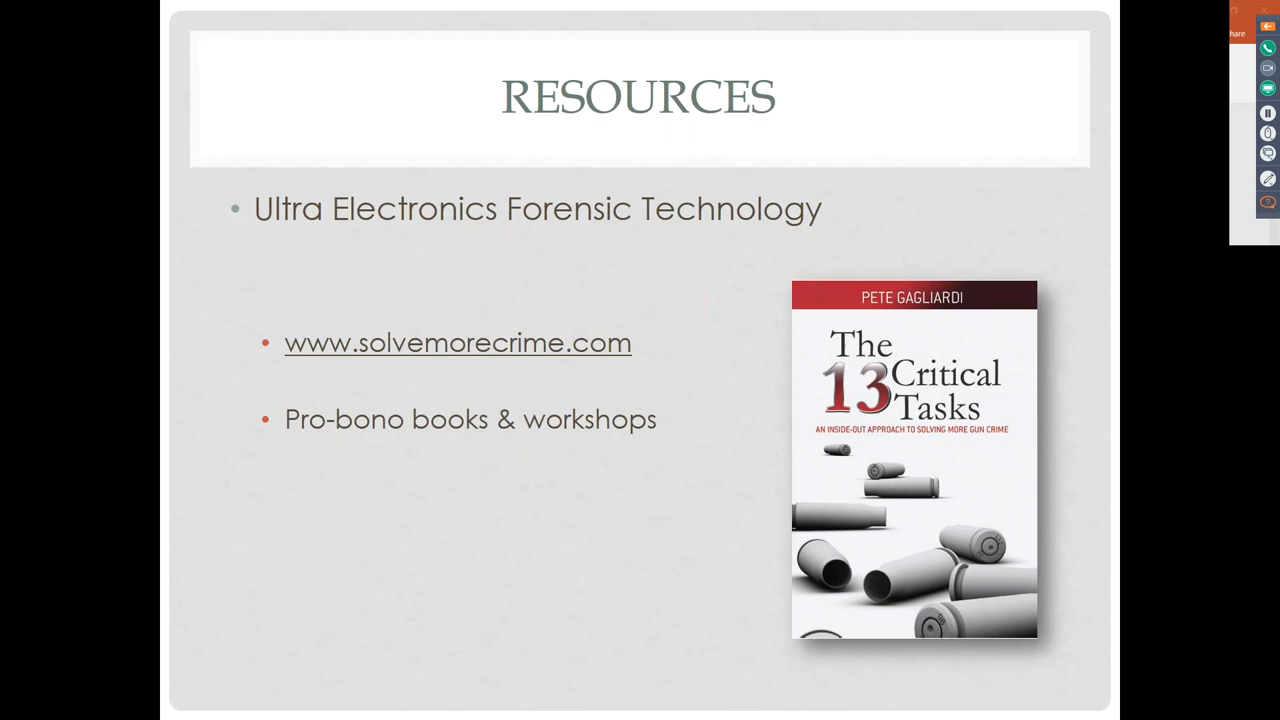 RESOURCES
• Ultra Electronics Forensic Technology
• www.solvemorecrime.com
• Pro-bono books & workshops
PETE GAGLIARDI
The
13 Critical
Tasks
AN INSIDE-OUT APPROACH TO SOLVING MORE GUN CRIME
hare